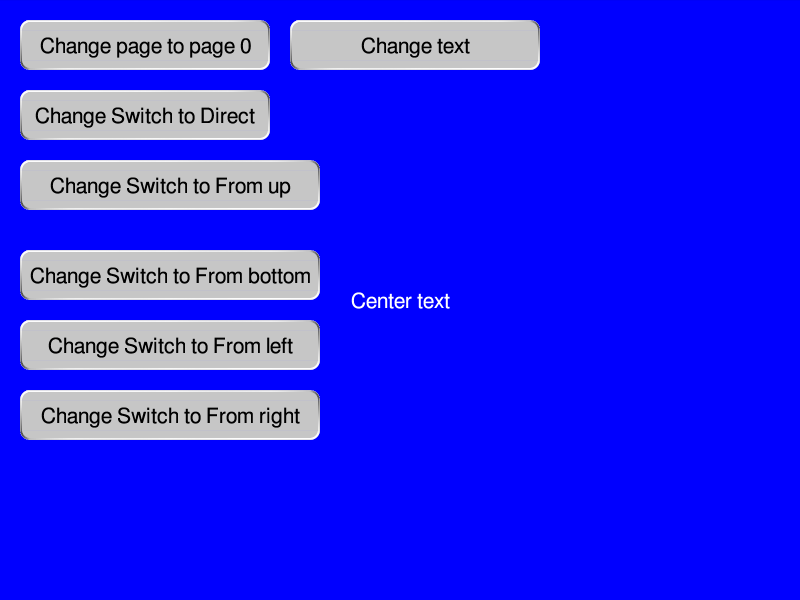 Change page to page 0
Change text
Change Switch to Direct
Change Switch to From up
Change Switch to From bottom
Center text
Change Switch to From left
Change Switch to From right